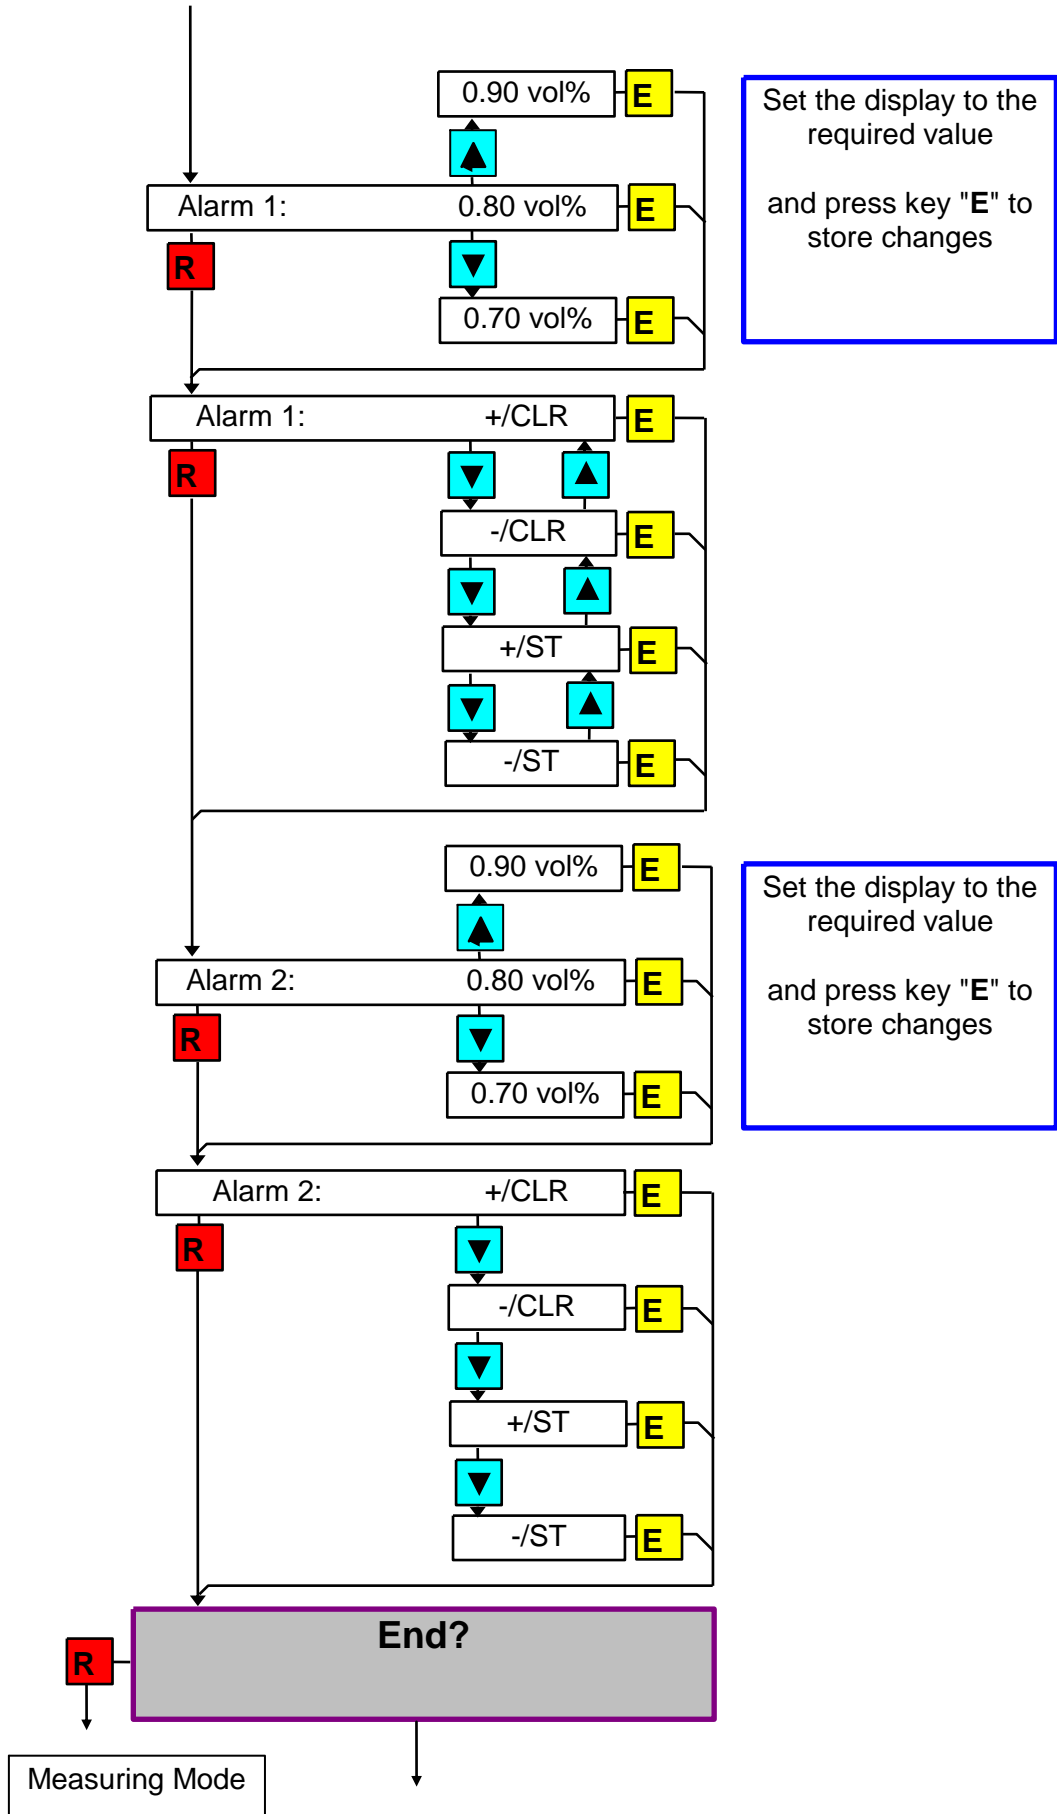 0.90 vol% E
Set the display to the
required value
and press key "E" to
store changes
Alarm 1: 0.80 vol% E
R
0.70 vol% E
Alarm 1: +/CLR E
R
-/CLR E
+/ST E
-/ST E
0.90 vol% E
Set the display to the
required value
and press key "E" to
store changes
Alarm 2: 0.80 vol% E
R
0.70 vol% E
Alarm 2: +/CLR E
R
-/CLR E
+/ST E
-/ST E
End?
R
Measuring Mode